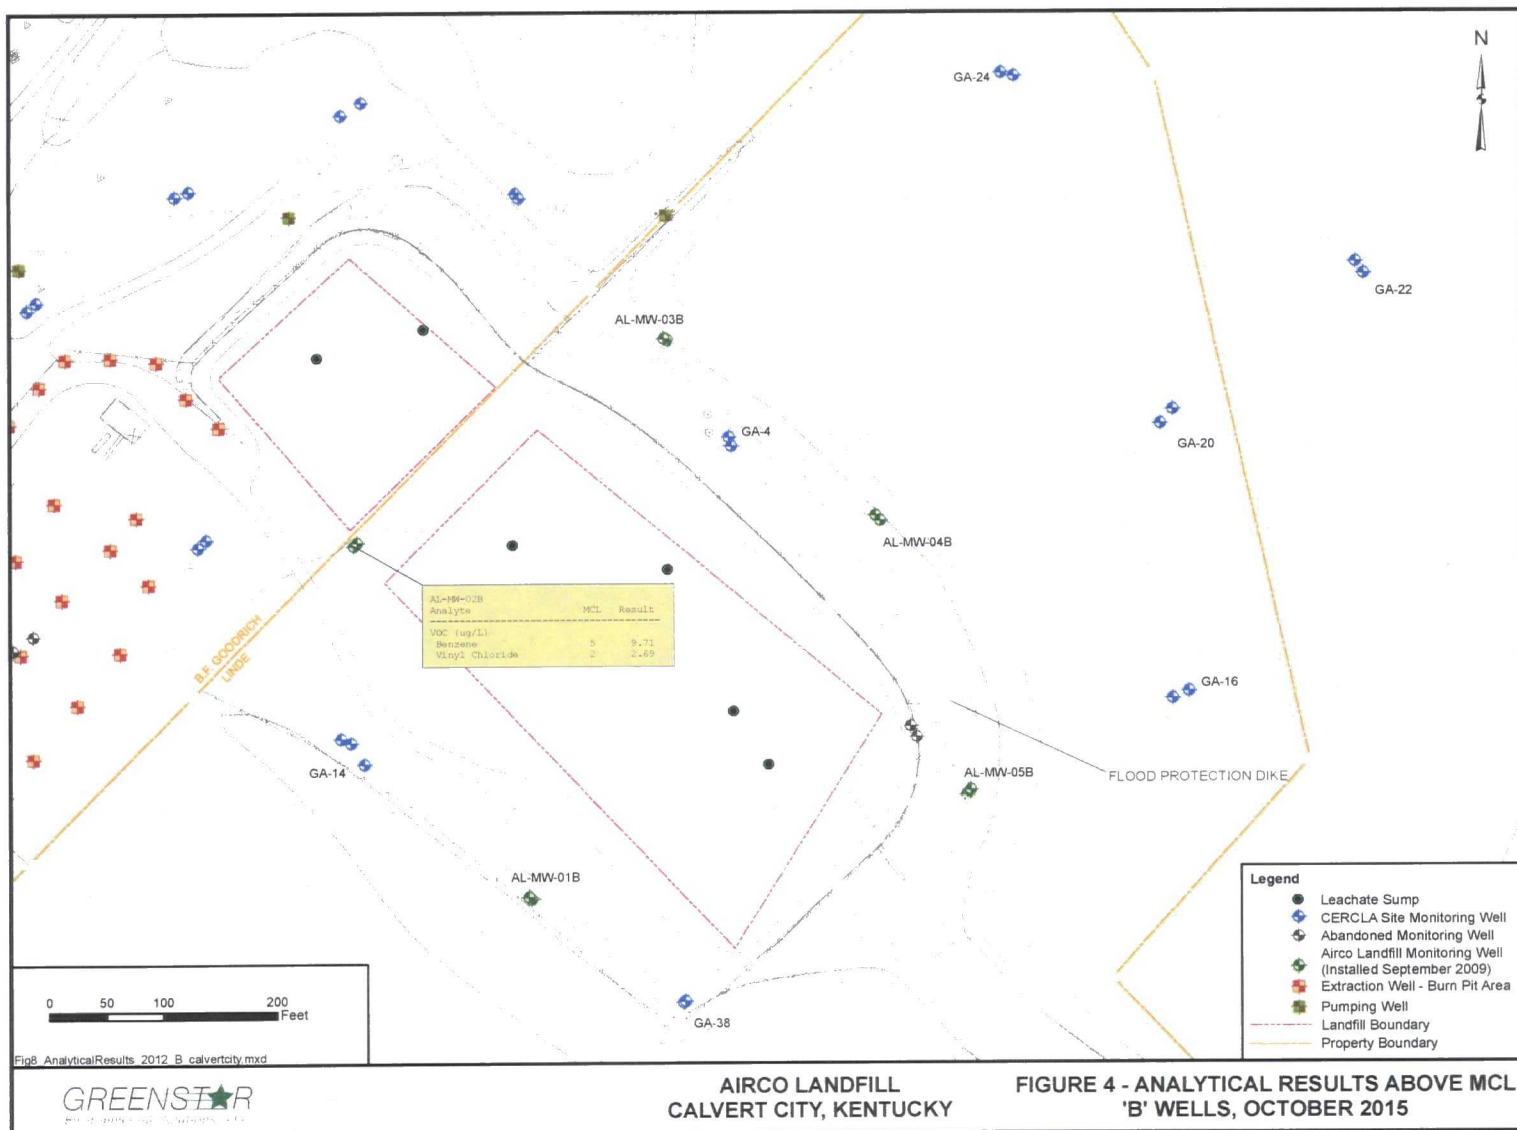 N
GA-24
GA-22
AL-MW-03B
GA-4
GA-20
AL-MW-04B
AL-MW-02B
Analyte MCL Result
VOC (ug/L)
Benzene 5 9.71
Vinyl Chloride 2 2.69
B.F. GOODRICH
LINDE
GA-16
GA-14
AL-MW-05B
FLOOD PROTECTION DIKE
AL-MW-01B
GA-38
Legend
Leachate Sump
CERCLA Site Monitoring Well
Abandoned Monitoring Well
Airco Landfill Monitoring Well
(Installed September 2009)
Extraction Well - Burn Pit Area
Pumping Well
Landfill Boundary
Property Boundary
0 50 100 200
Feet
Fig8_AnalyticalResults_2012_B_calvertcity.mxd
GREENSTAR
AIRCO LANDFILL
CALVERT CITY, KENTUCKY
FIGURE 4 - ANALYTICAL RESULTS ABOVE MCL
'B' WELLS, OCTOBER 2015